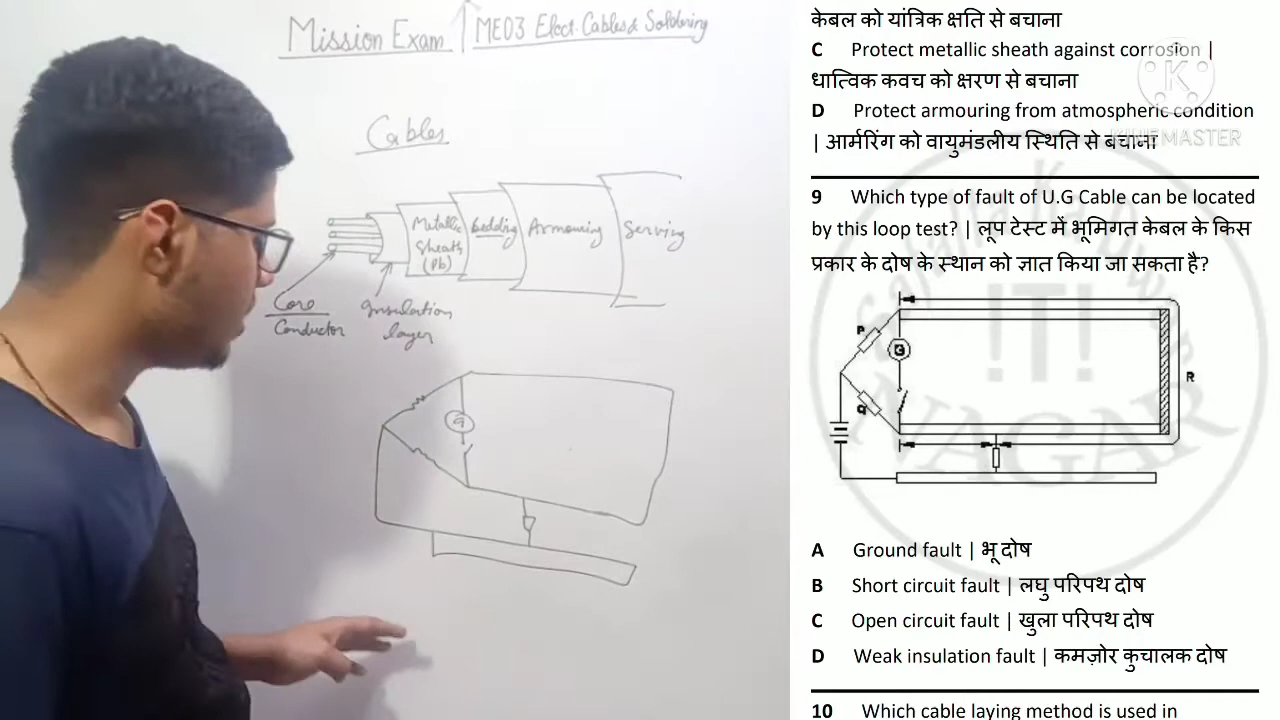 Mission Exam
ME03 Elect. Cables & Soldering
Cables
Metallic
Sheath
(Pb)
bedding
Armouring
Serving
Core
Conductor
Insulation
layer
G
केबल को यांत्रिक क्षति से बचाना
C Protect metallic sheath against corrosion |
धात्विक कवच को क्षरण से बचाना
D Protect armouring from atmospheric condition
| आर्मरिंग को वायुमंडलीय स्थिति से बचाना
K
KINEMASTER
9 Which type of fault of U.G Cable can be located
by this loop test? | लूप टेस्ट में भूमिगत केबल के किस
प्रकार के दोष के स्थान को ज्ञात किया जा सकता है?
P
G
Q
R
ITI
NAGAR
A Ground fault | भू दोष
B Short circuit fault | लघु परिपथ दोष
C Open circuit fault | खुला परिपथ दोष
D Weak insulation fault | कमज़ोर कुचालक दोष
10 Which cable laying method is used in